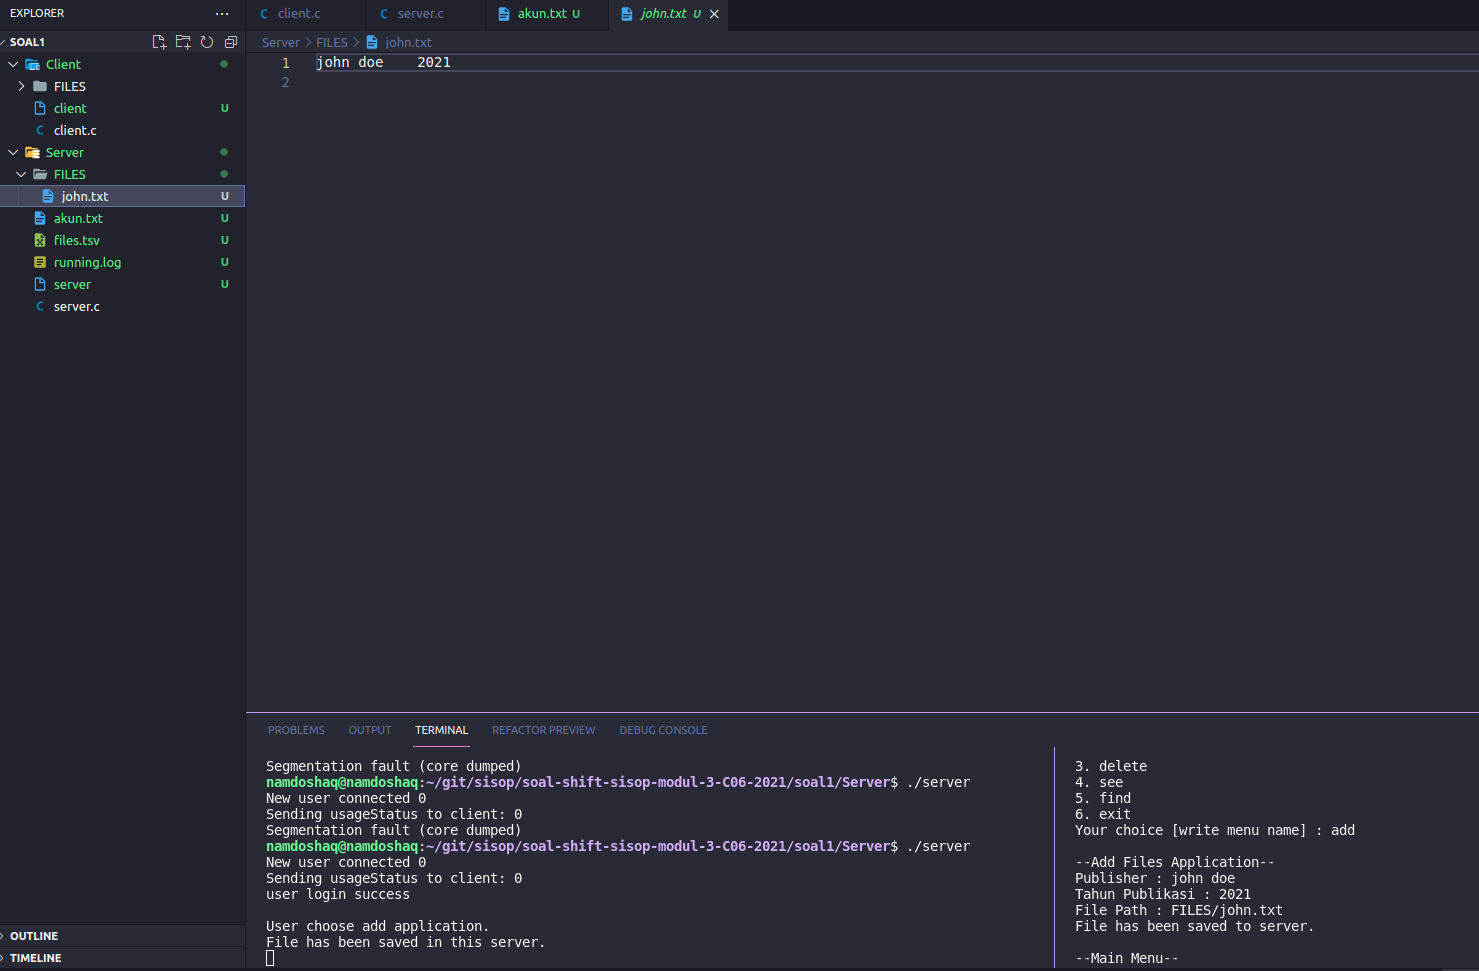 EXPLORER
SOAL1
Client
FILES
client U
client.c
Server
FILES
john.txt U
akun.txt U
files.tsv U
running.log U
server U
server.c
OUTLINE
TIMELINE
C client.c
C server.c
akun.txt U
john.txt U
Server > FILES > john.txt
1 john doe    2021
2
PROBLEMS
OUTPUT
TERMINAL
REFACTOR PREVIEW
DEBUG CONSOLE
Segmentation fault (core dumped)
namdoshaq@namdoshaq:~/git/sisop/soal-shift-sisop-modul-3-C06-2021/soal1/Server$ ./server
New user connected 0
Sending usageStatus to client: 0
Segmentation fault (core dumped)
namdoshaq@namdoshaq:~/git/sisop/soal-shift-sisop-modul-3-C06-2021/soal1/Server$ ./server
New user connected 0
Sending usageStatus to client: 0
user login success
User choose add application.
File has been saved in this server.
3. delete
4. see
5. find
6. exit
Your choice [write menu name] : add
--Add Files Application--
Publisher : john doe
Tahun Publikasi : 2021
File Path : FILES/john.txt
File has been saved to server.
--Main Menu--